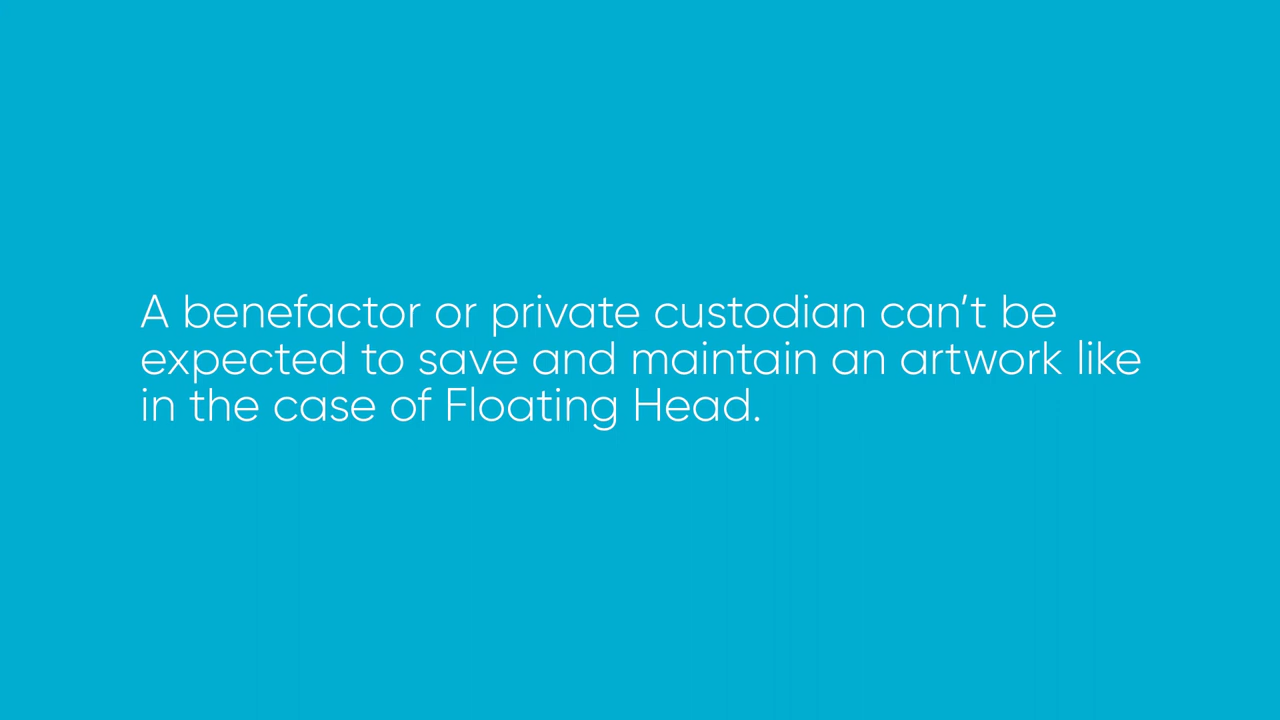 A benefactor or private custodian can’t be
expected to save and maintain an artwork like
in the case of Floating Head.